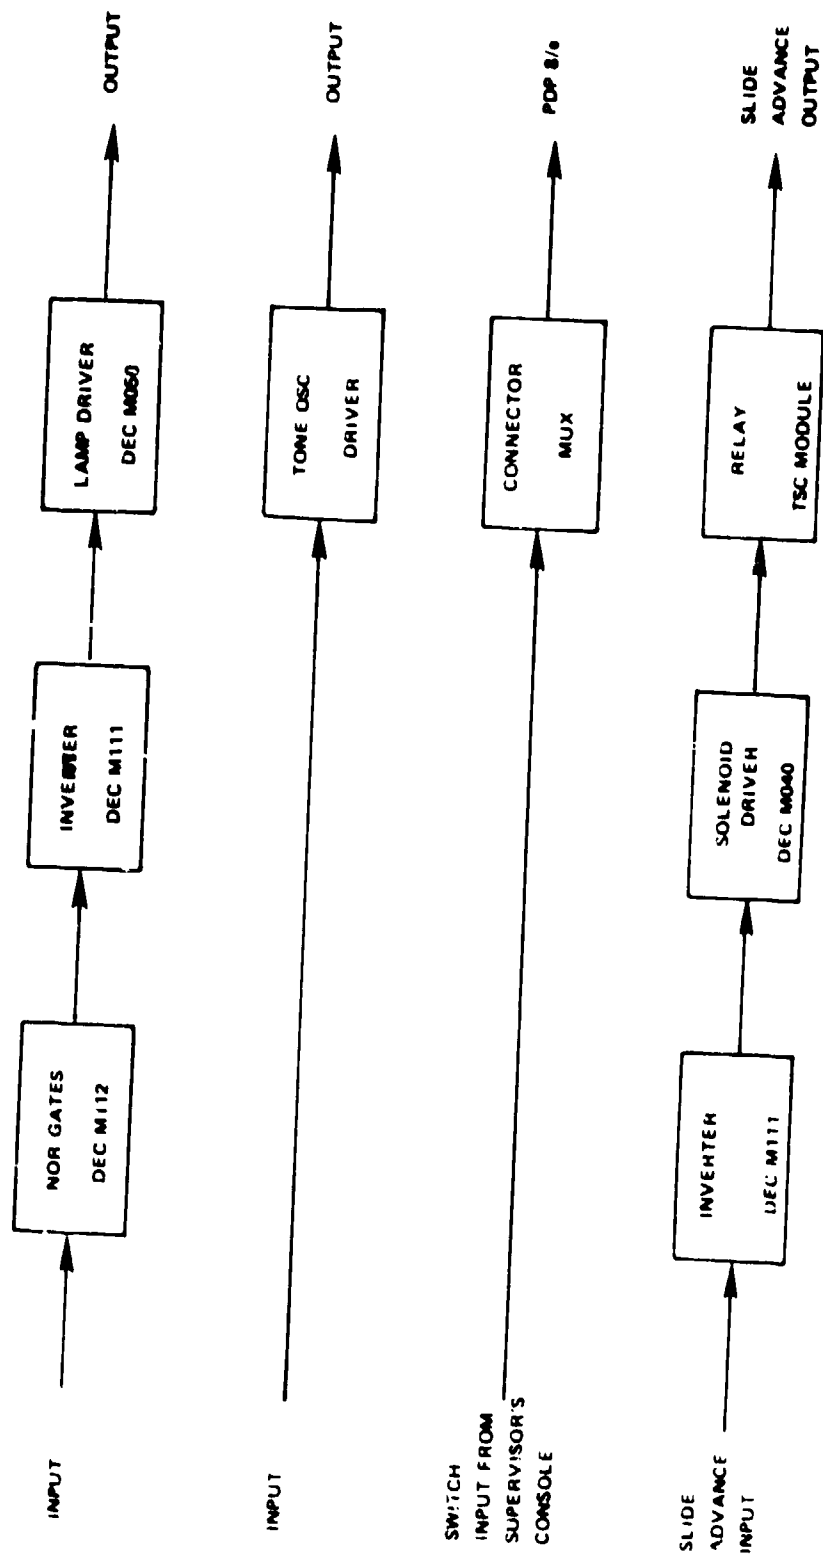 INPUT
NOR GATES
DEC M112
INVERTER
DEC M111
LAMP DRIVER
DEC M050
OUTPUT
INPUT
TONE OSC
DRIVER
OUTPUT
SWITCH
INPUT FROM
SUPERVISOR'S
CONSOLE
CONNECTOR
MUX
PDP 8/e
SLIDE
ADVANCE
INPUT
INVERTER
DEC M111
SOLENOID
DRIVER
DEC M040
RELAY
TSC MODULE
SLIDE
ADVANCE
OUTPUT